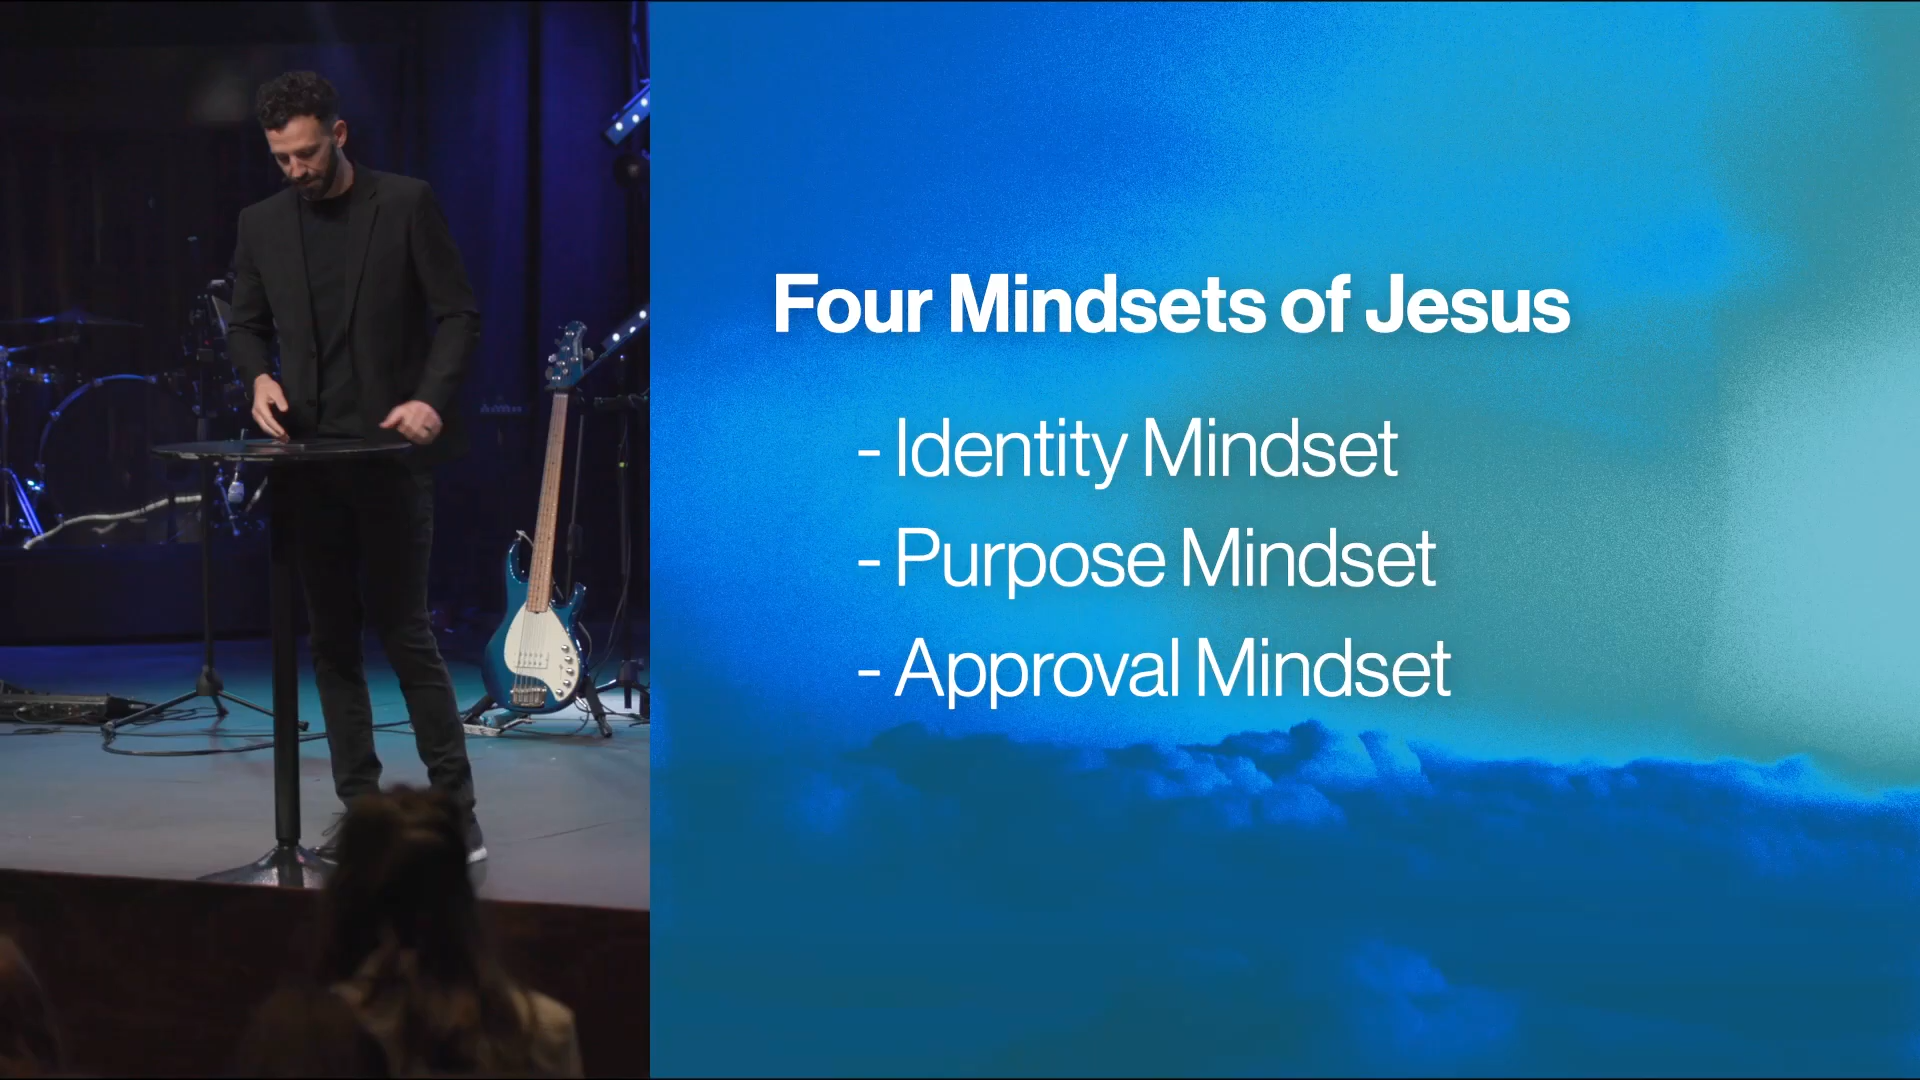 Four Mindsets of Jesus
- Identity Mindset
- Purpose Mindset
- Approval Mindset